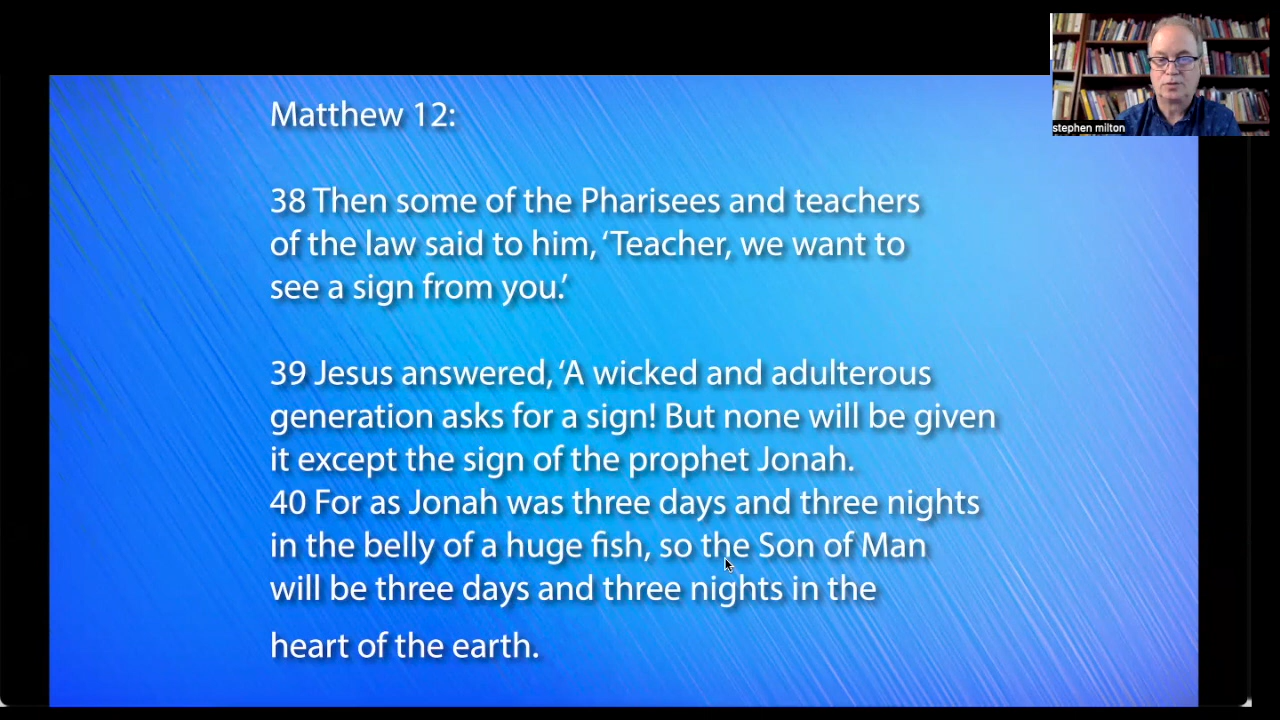 Matthew 12:
38 Then some of the Pharisees and teachers
of the law said to him, ‘Teacher, we want to
see a sign from you.’
39 Jesus answered, ‘A wicked and adulterous
generation asks for a sign! But none will be given
it except the sign of the prophet Jonah.
40 For as Jonah was three days and three nights
in the belly of a huge fish, so the Son of Man
will be three days and three nights in the
heart of the earth.
stephen milton